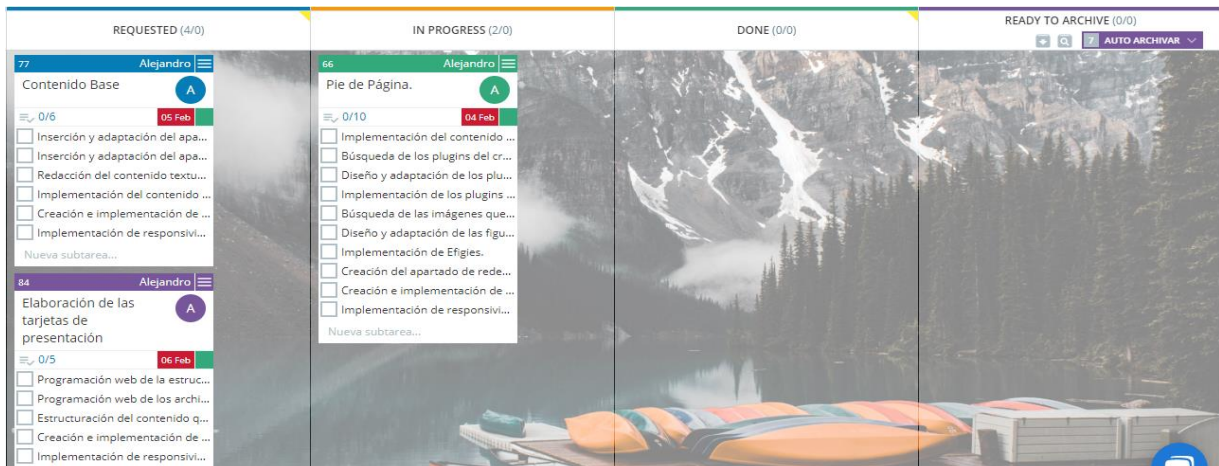 REQUESTED (4/0)
IN PROGRESS (2/0)
DONE (0/0)
READY TO ARCHIVE (0/0)
7 AUTO ARCHIVAR
77 Alejandro
Contenido Base
A
0/6 05 Feb
Inserción y adaptación del apa...
Inserción y adaptación del apa...
Redacción del contenido textu...
Implementación del contenido ...
Creación e implementación de ...
Implementación de responsivi...
Nueva subtarea...
84 Alejandro
Elaboración de las
tarjetas de
presentación
A
0/5 06 Feb
Programación web de la estruc...
Programación web de los archi...
Estructuración del contenido q...
Creación e implementación de ...
Implementación de responsivi...
66 Alejandro
Pie de Página.
A
0/10 04 Feb
Implementación del contenido ...
Búsqueda de los plugins del cr...
Diseño y adaptación de los plu...
Implementación de los plugins ...
Búsqueda de las imágenes que...
Diseño y adaptación de las figu...
Implementación de Efigies.
Creación del apartado de rede...
Creación e implementación de ...
Implementación de responsivi...
Nueva subtarea...